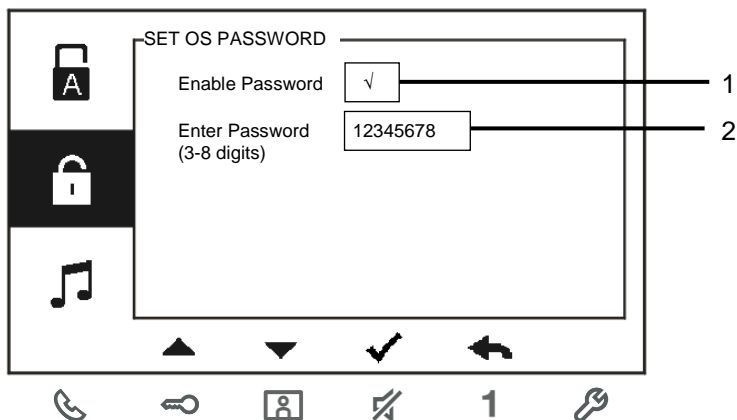 SET OS PASSWORD
A
Enable Password √ 1
Enter Password 12345678 2
(3-8 digits)
1